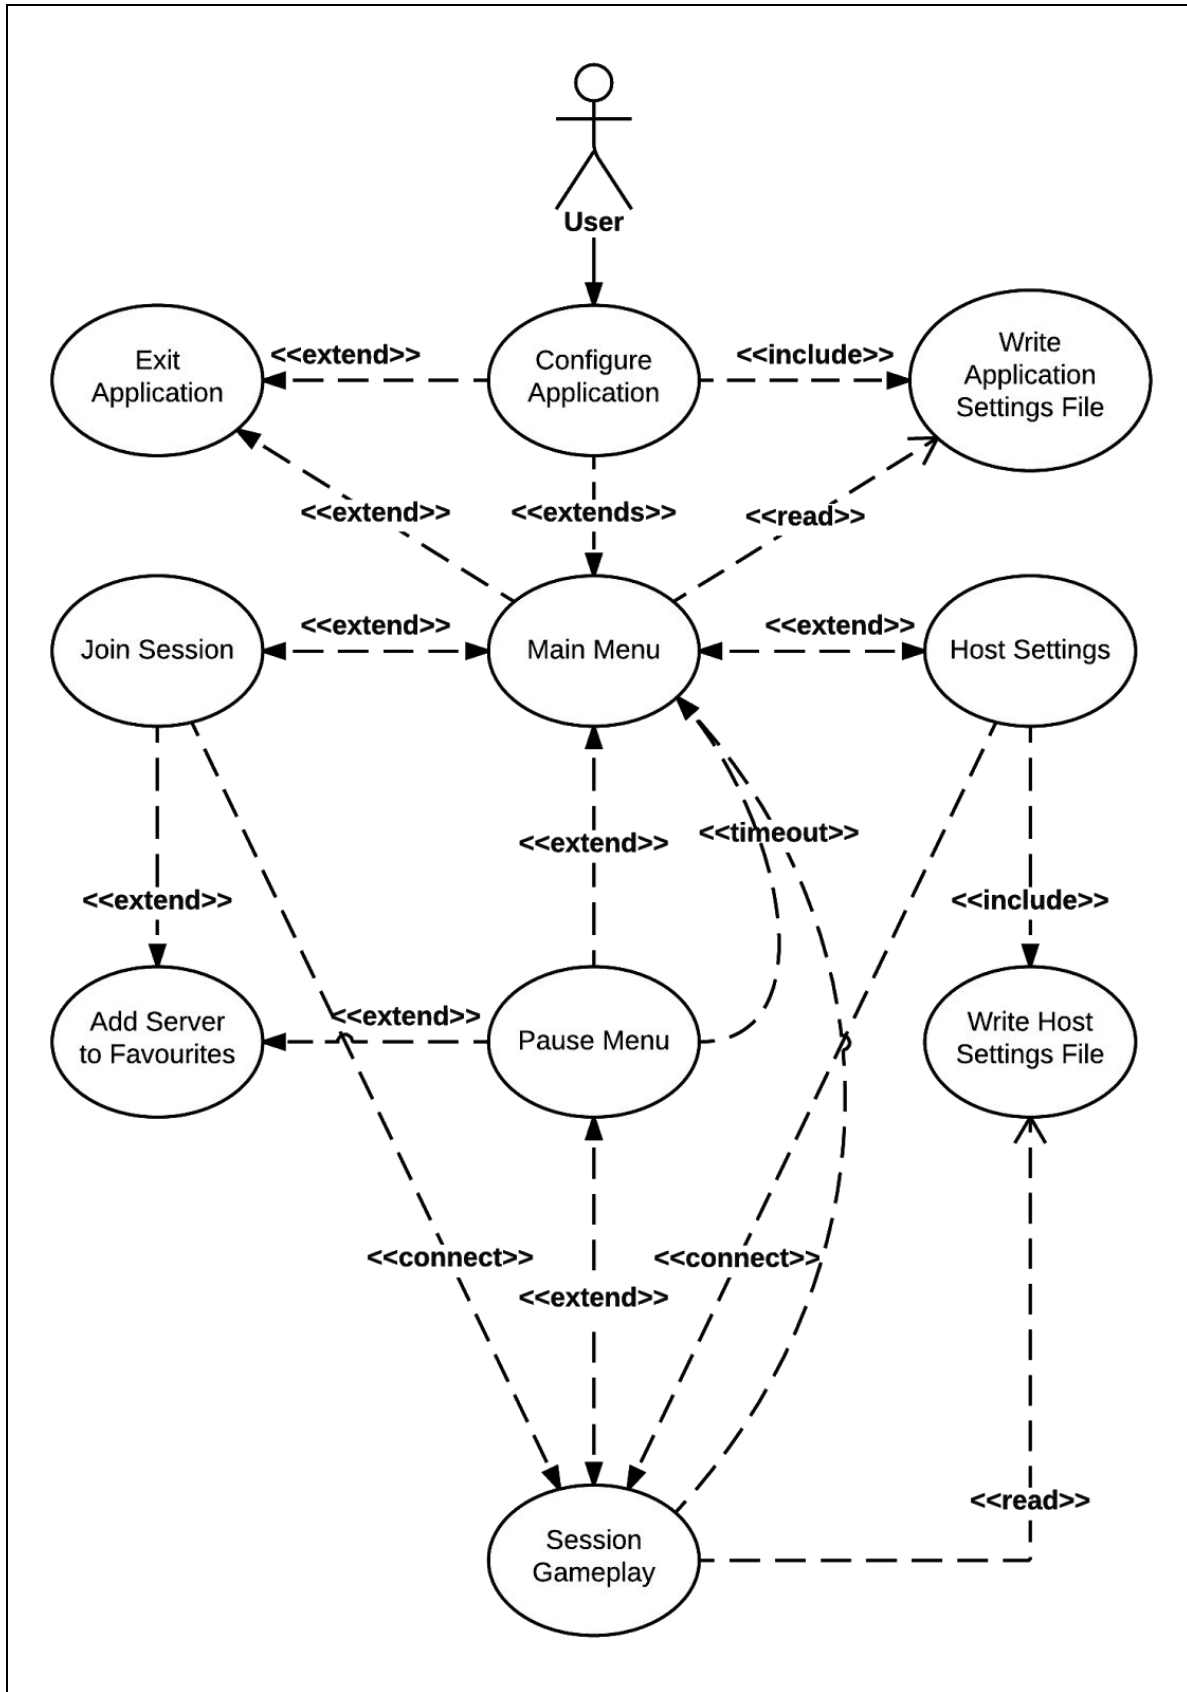 User
Exit
Application
<<extend>>
Configure
Application
<<include>>
Write
Application
Settings File
<<extend>>
<<extends>>
<<read>>
Join Session
<<extend>>
Main Menu
<<extend>>
Host Settings
<<extend>>
<<timeout>>
<<extend>>
<<include>>
Add Server
to Favourites
<<extend>>
Pause Menu
Write Host
Settings File
<<connect>>
<<extend>>
<<connect>>
<<read>>
Session
Gameplay